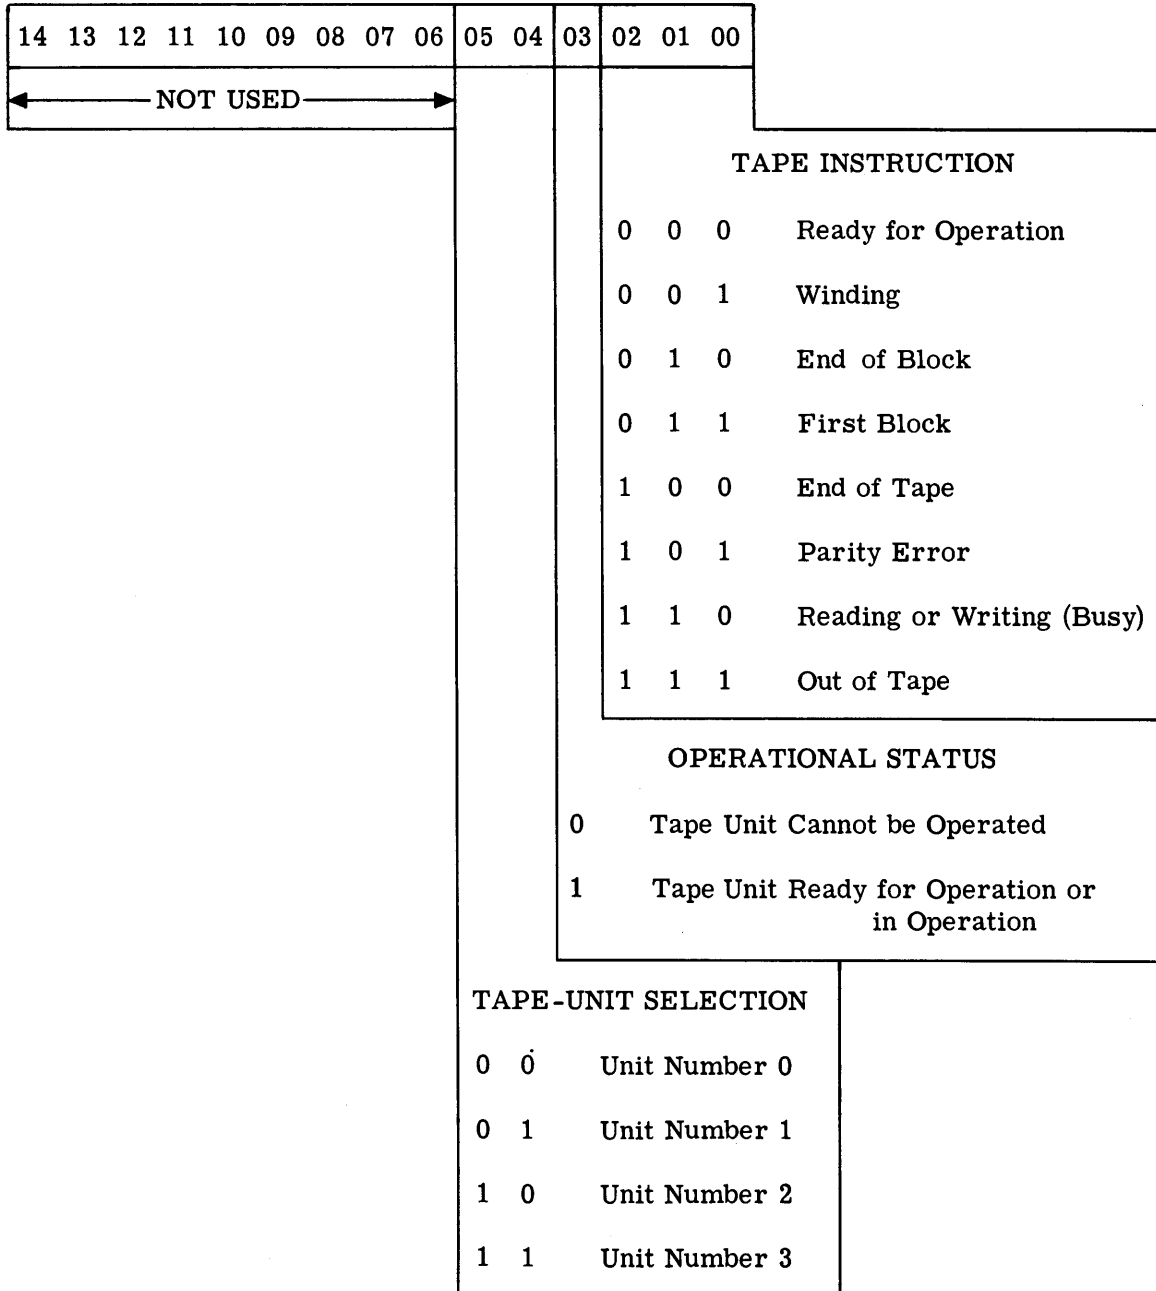 14 13 12 11 10 09 08 07 06 05 04 03 02 01 00
NOT USED
TAPE INSTRUCTION
0 0 0 Ready for Operation
0 0 1 Winding
0 1 0 End of Block
0 1 1 First Block
1 0 0 End of Tape
1 0 1 Parity Error
1 1 0 Reading or Writing (Busy)
1 1 1 Out of Tape
OPERATIONAL STATUS
0 Tape Unit Cannot be Operated
1 Tape Unit Ready for Operation or
in Operation
TAPE-UNIT SELECTION
0 0 Unit Number 0
0 1 Unit Number 1
1 0 Unit Number 2
1 1 Unit Number 3